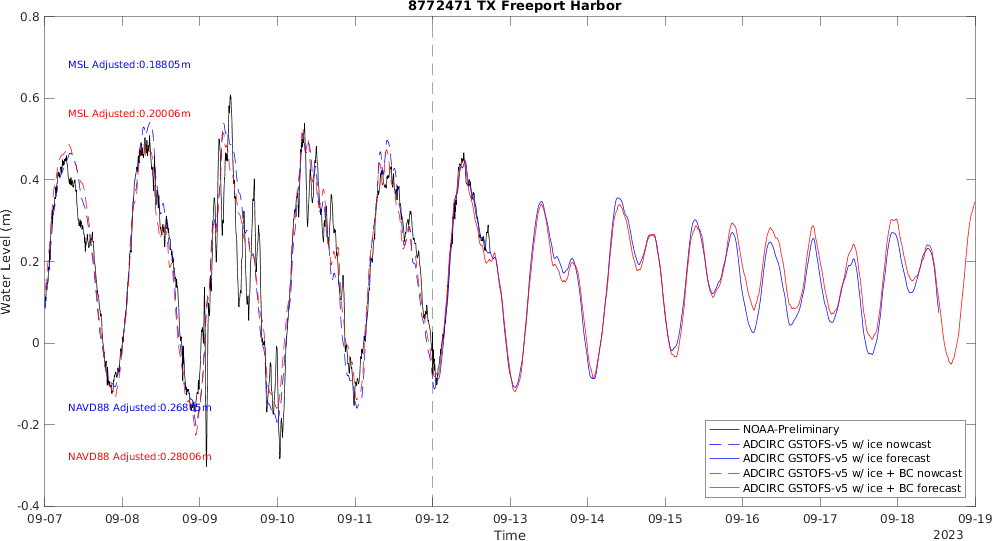 8772471 TX Freeport Harbor
0.8
0.6
0.4
0.2
0
-0.2
-0.4
Water Level (m)
MSL Adjusted:0.18805m
MSL Adjusted:0.20006m
NAVD88 Adjusted:0.26805m
NAVD88 Adjusted:0.28006m
NOAA-Preliminary
ADCIRC GSTOFS-v5 w/ ice nowcast
ADCIRC GSTOFS-v5 w/ ice forecast
ADCIRC GSTOFS-v5 w/ ice + BC nowcast
ADCIRC GSTOFS-v5 w/ ice + BC forecast
09-07 09-08 09-09 09-10 09-11 09-12 09-13 09-14 09-15 09-16 09-17 09-18 09-19
Time
2023